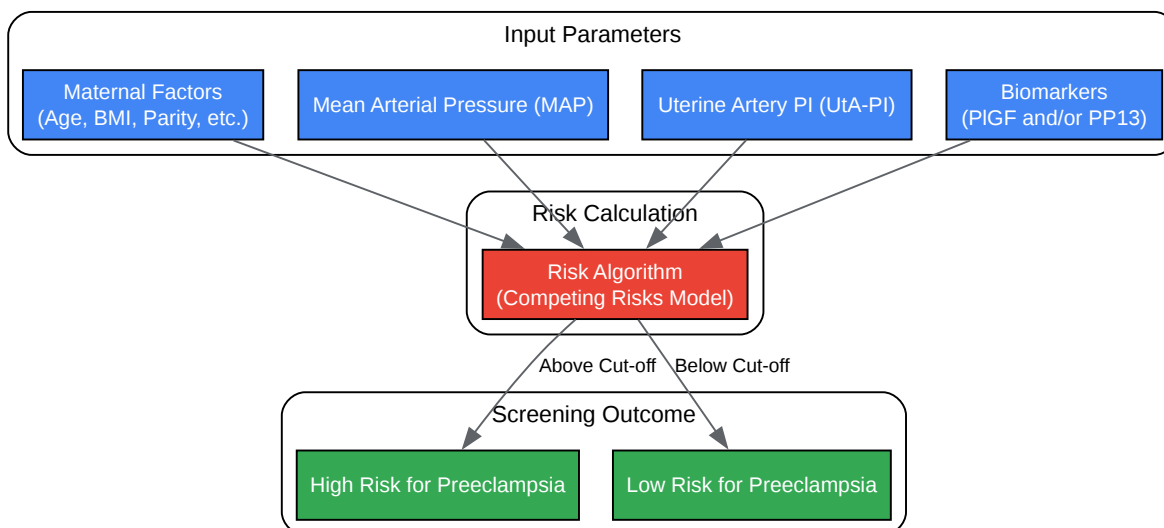 Input Parameters
Maternal Factors
(Age, BMI, Parity, etc.)
Mean Arterial Pressure (MAP)
Uterine Artery PI (UtA-PI)
Biomarkers
(PlGF and/or PP13)
Risk Calculation
Risk Algorithm
(Competing Risks Model)
Above Cut-off
Below Cut-off
Screening Outcome
High Risk for Preeclampsia
Low Risk for Preeclampsia